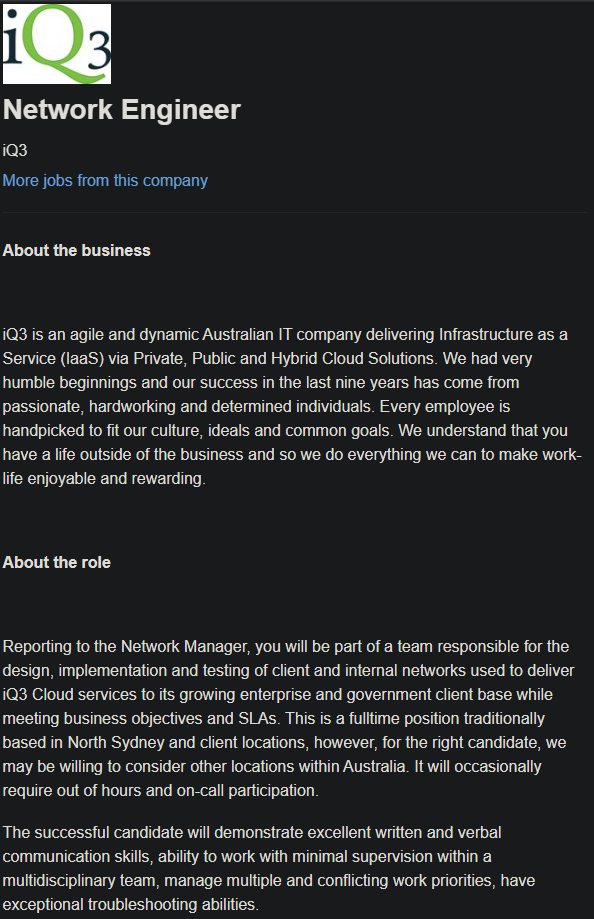 iQ3
Network Engineer
iQ3
More jobs from this company
About the business
iQ3 is an agile and dynamic Australian IT company delivering Infrastructure as a
Service (IaaS) via Private, Public and Hybrid Cloud Solutions. We had very
humble beginnings and our success in the last nine years has come from
passionate, hardworking and determined individuals. Every employee is
handpicked to fit our culture, ideals and common goals. We understand that you
have a life outside of the business and so we do everything we can to make work-
life enjoyable and rewarding.
About the role
Reporting to the Network Manager, you will be part of a team responsible for the
design, implementation and testing of client and internal networks used to deliver
iQ3 Cloud services to its growing enterprise and government client base while
meeting business objectives and SLAs. This is a fulltime position traditionally
based in North Sydney and client locations, however, for the right candidate, we
may be willing to consider other locations within Australia. It will occasionally
require out of hours and on-call participation.
The successful candidate will demonstrate excellent written and verbal
communication skills, ability to work with minimal supervision within a
multidisciplinary team, manage multiple and conflicting work priorities, have
exceptional troubleshooting abilities.